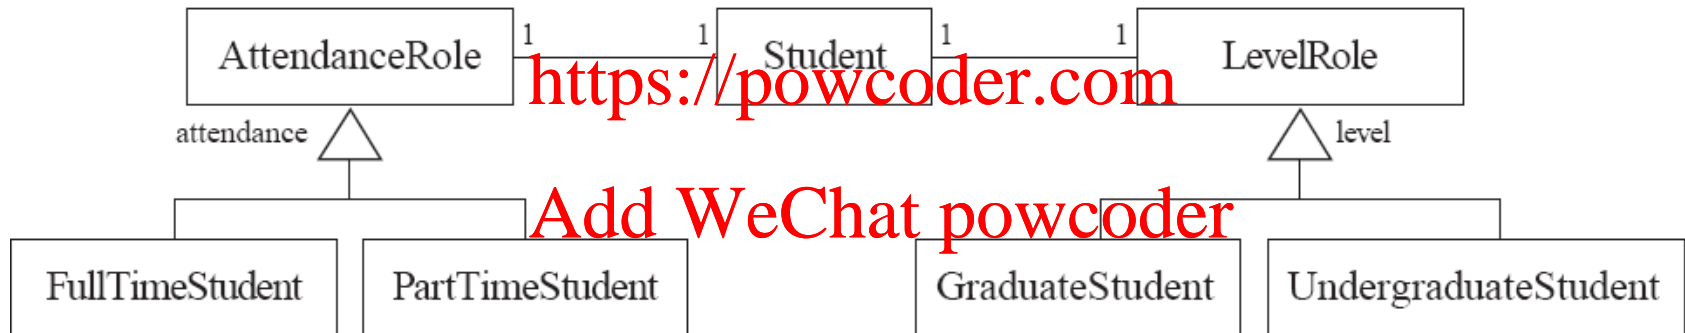 AttendanceRole 1 1 Student 1 1 LevelRole
https://powcoder.com
attendance level
Add WeChat powcoder
FullTimeStudent PartTimeStudent GraduateStudent UndergraduateStudent